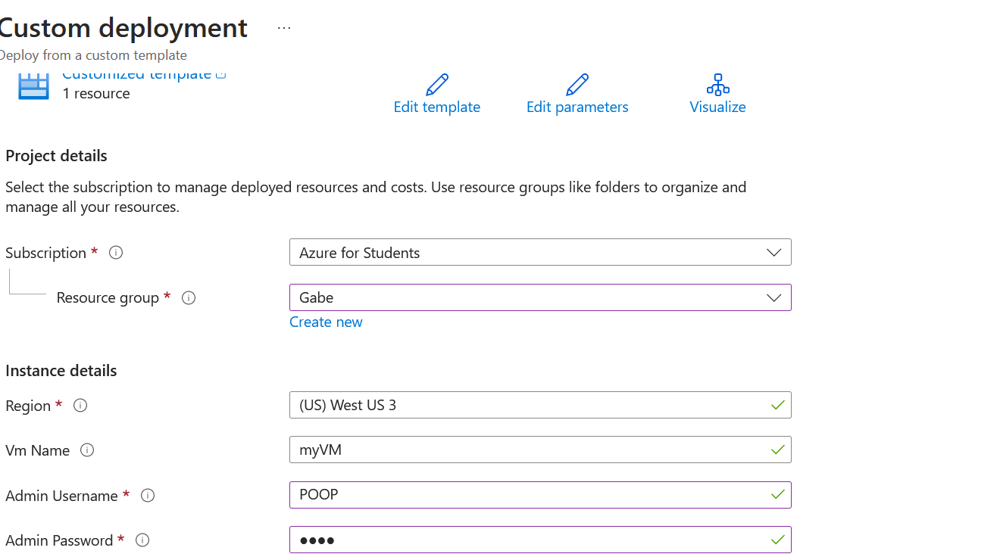 Custom deployment ...
Deploy from a custom template
Customized template
1 resource
Edit template
Edit parameters
Visualize
Project details
Select the subscription to manage deployed resources and costs. Use resource groups like folders to organize and
manage all your resources.
Subscription *
Azure for Students
Resource group *
Gabe
Create new
Instance details
Region *
(US) West US 3
Vm Name
myVM
Admin Username *
POOP
Admin Password *
●●●●